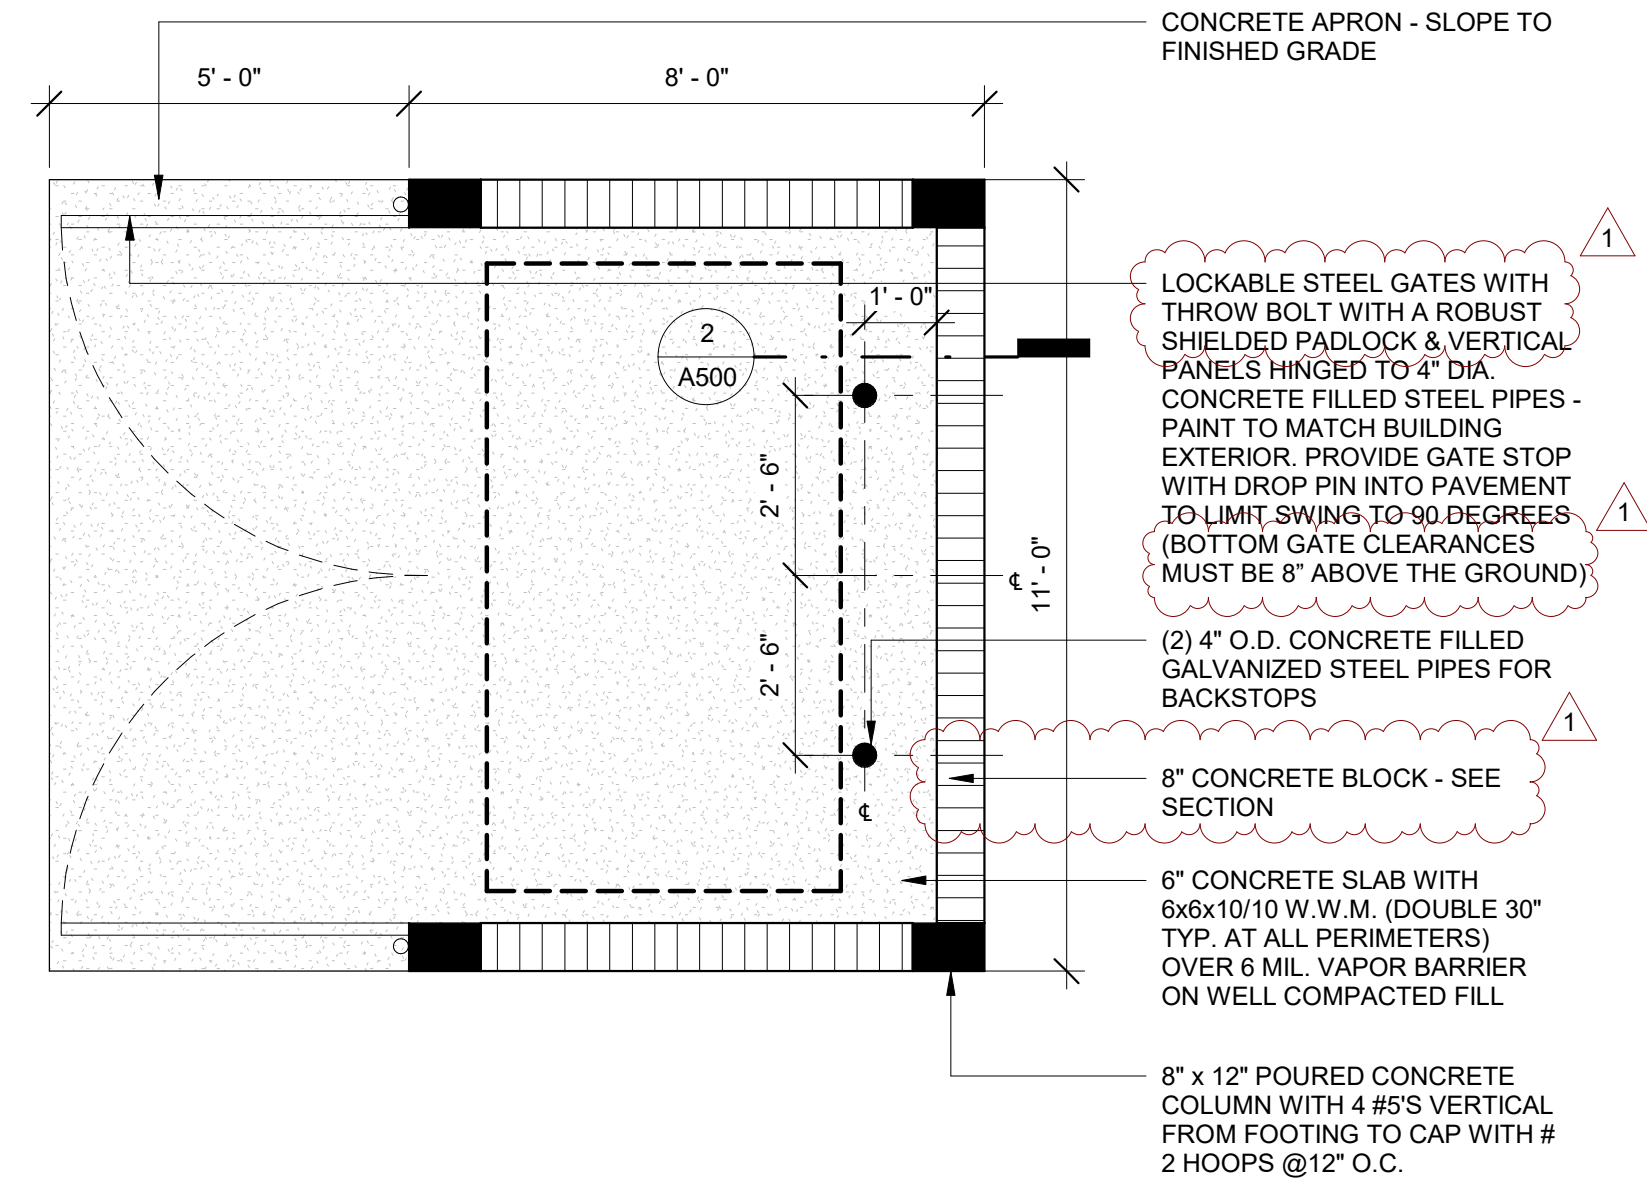 CONCRETE APRON - SLOPE TO
FINISHED GRADE
5' - 0"
8' - 0"
1
LOCKABLE STEEL GATES WITH
THROW BOLT WITH A ROBUST
SHIELDED PADLOCK & VERTICAL
PANELS HINGED TO 4" DIA.
CONCRETE FILLED STEEL PIPES -
PAINT TO MATCH BUILDING
EXTERIOR. PROVIDE GATE STOP
WITH DROP PIN INTO PAVEMENT
TO LIMIT SWING TO 90 DEGREES
(BOTTOM GATE CLEARANCES
MUST BE 8” ABOVE THE GROUND)
1
1' - 0"
2
A500
2' - 6"
2' - 6"
℄
11' - 0"
℄
(2) 4" O.D. CONCRETE FILLED
GALVANIZED STEEL PIPES FOR
BACKSTOPS
1
8" CONCRETE BLOCK - SEE
SECTION
6" CONCRETE SLAB WITH
6x6x10/10 W.W.M. (DOUBLE 30"
TYP. AT ALL PERIMETERS)
OVER 6 MIL. VAPOR BARRIER
ON WELL COMPACTED FILL
8" x 12" POURED CONCRETE
COLUMN WITH 4 #5'S VERTICAL
FROM FOOTING TO CAP WITH #
2 HOOPS @12" O.C.